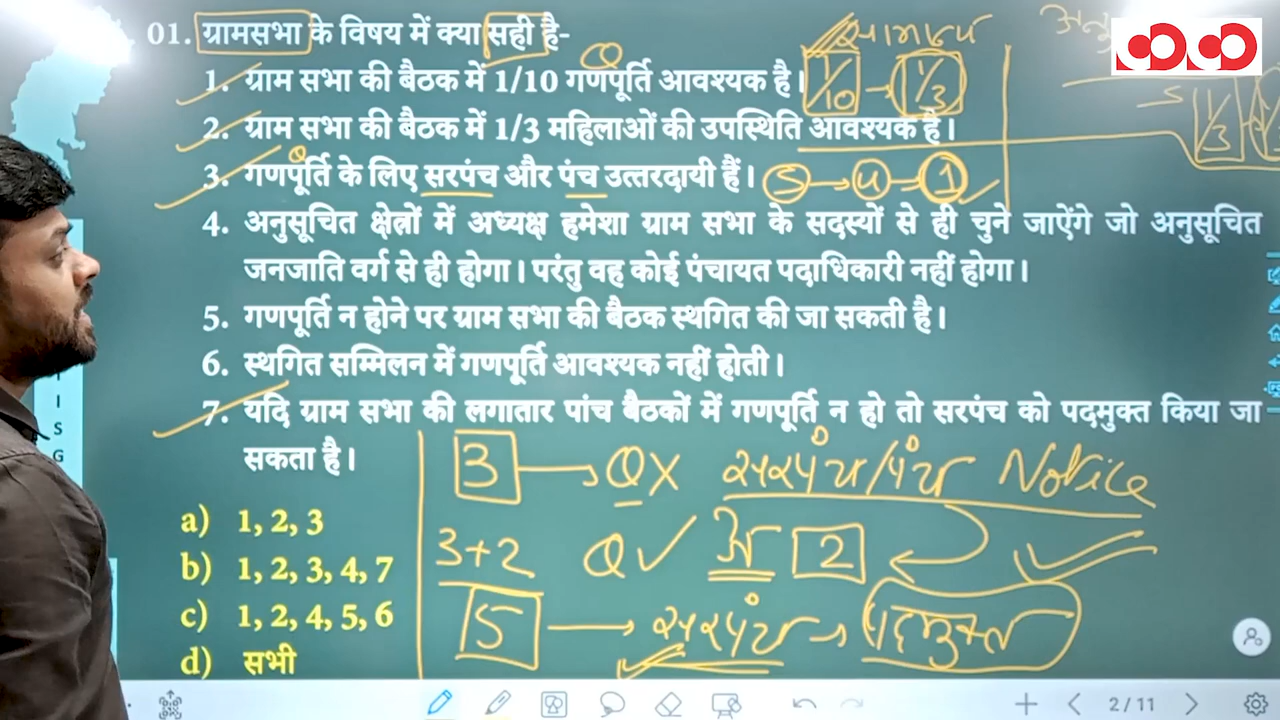 01. ग्रामसभा के विषय में क्या सही है-
1. ग्राम सभा की बैठक में 1/10 गणपूर्ति आवश्यक है।
2. ग्राम सभा की बैठक में 1/3 महिलाओं की उपस्थिति आवश्यक है।
3. गणपूर्ति के लिए सरपंच और पंच उत्तरदायी हैं।
4. अनुसूचित क्षेत्रों में अध्यक्ष हमेशा ग्राम सभा के सदस्यों से ही चुने जाऐंगे जो अनुसूचित
जनजाति वर्ग से ही होगा। परंतु वह कोई पंचायत पदाधिकारी नहीं होगा।
5. गणपूर्ति न होने पर ग्राम सभा की बैठक स्थगित की जा सकती है।
6. स्थगित सम्मिलन में गणपूर्ति आवश्यक नहीं होती।
7. यदि ग्राम सभा की लगातार पांच बैठकों में गणपूर्ति न हो तो सरपंच को पदमुक्त किया जा
सकता है।
a) 1, 2, 3
b) 1, 2, 3, 4, 7
c) 1, 2, 4, 5, 6
d) सभी
सामान्य
1/10 → 1/3
Q
Q
S → U → 1
1/3
3 → Q X सरपंच/पंच Notice
3+2 Q ✓ अ 2
5 → सरपंच → पदमुक्त
I
S
G
2/11